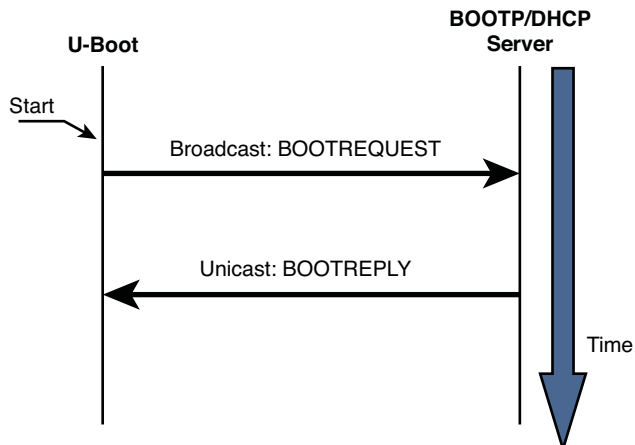 U-Boot
BOOTP/DHCP
Server
Start
Broadcast: BOOTREQUEST
Unicast: BOOTREPLY
Time